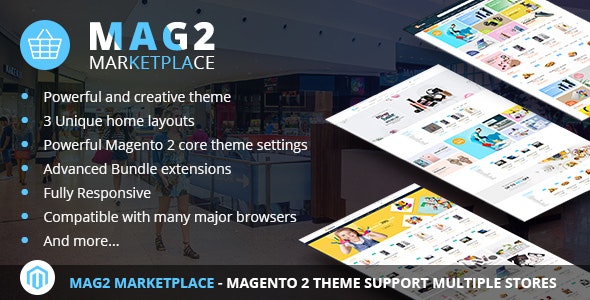 MAG2
MARKETPLACE
Powerful and creative theme
3 Unique home layouts
Powerful Magento 2 core theme settings
Advanced Bundle extensions
Fully Responsive
Compatible with many major browsers
And more...
MAG2 MARKETPLACE - MAGENTO 2 THEME SUPPORT MULTIPLE STORES